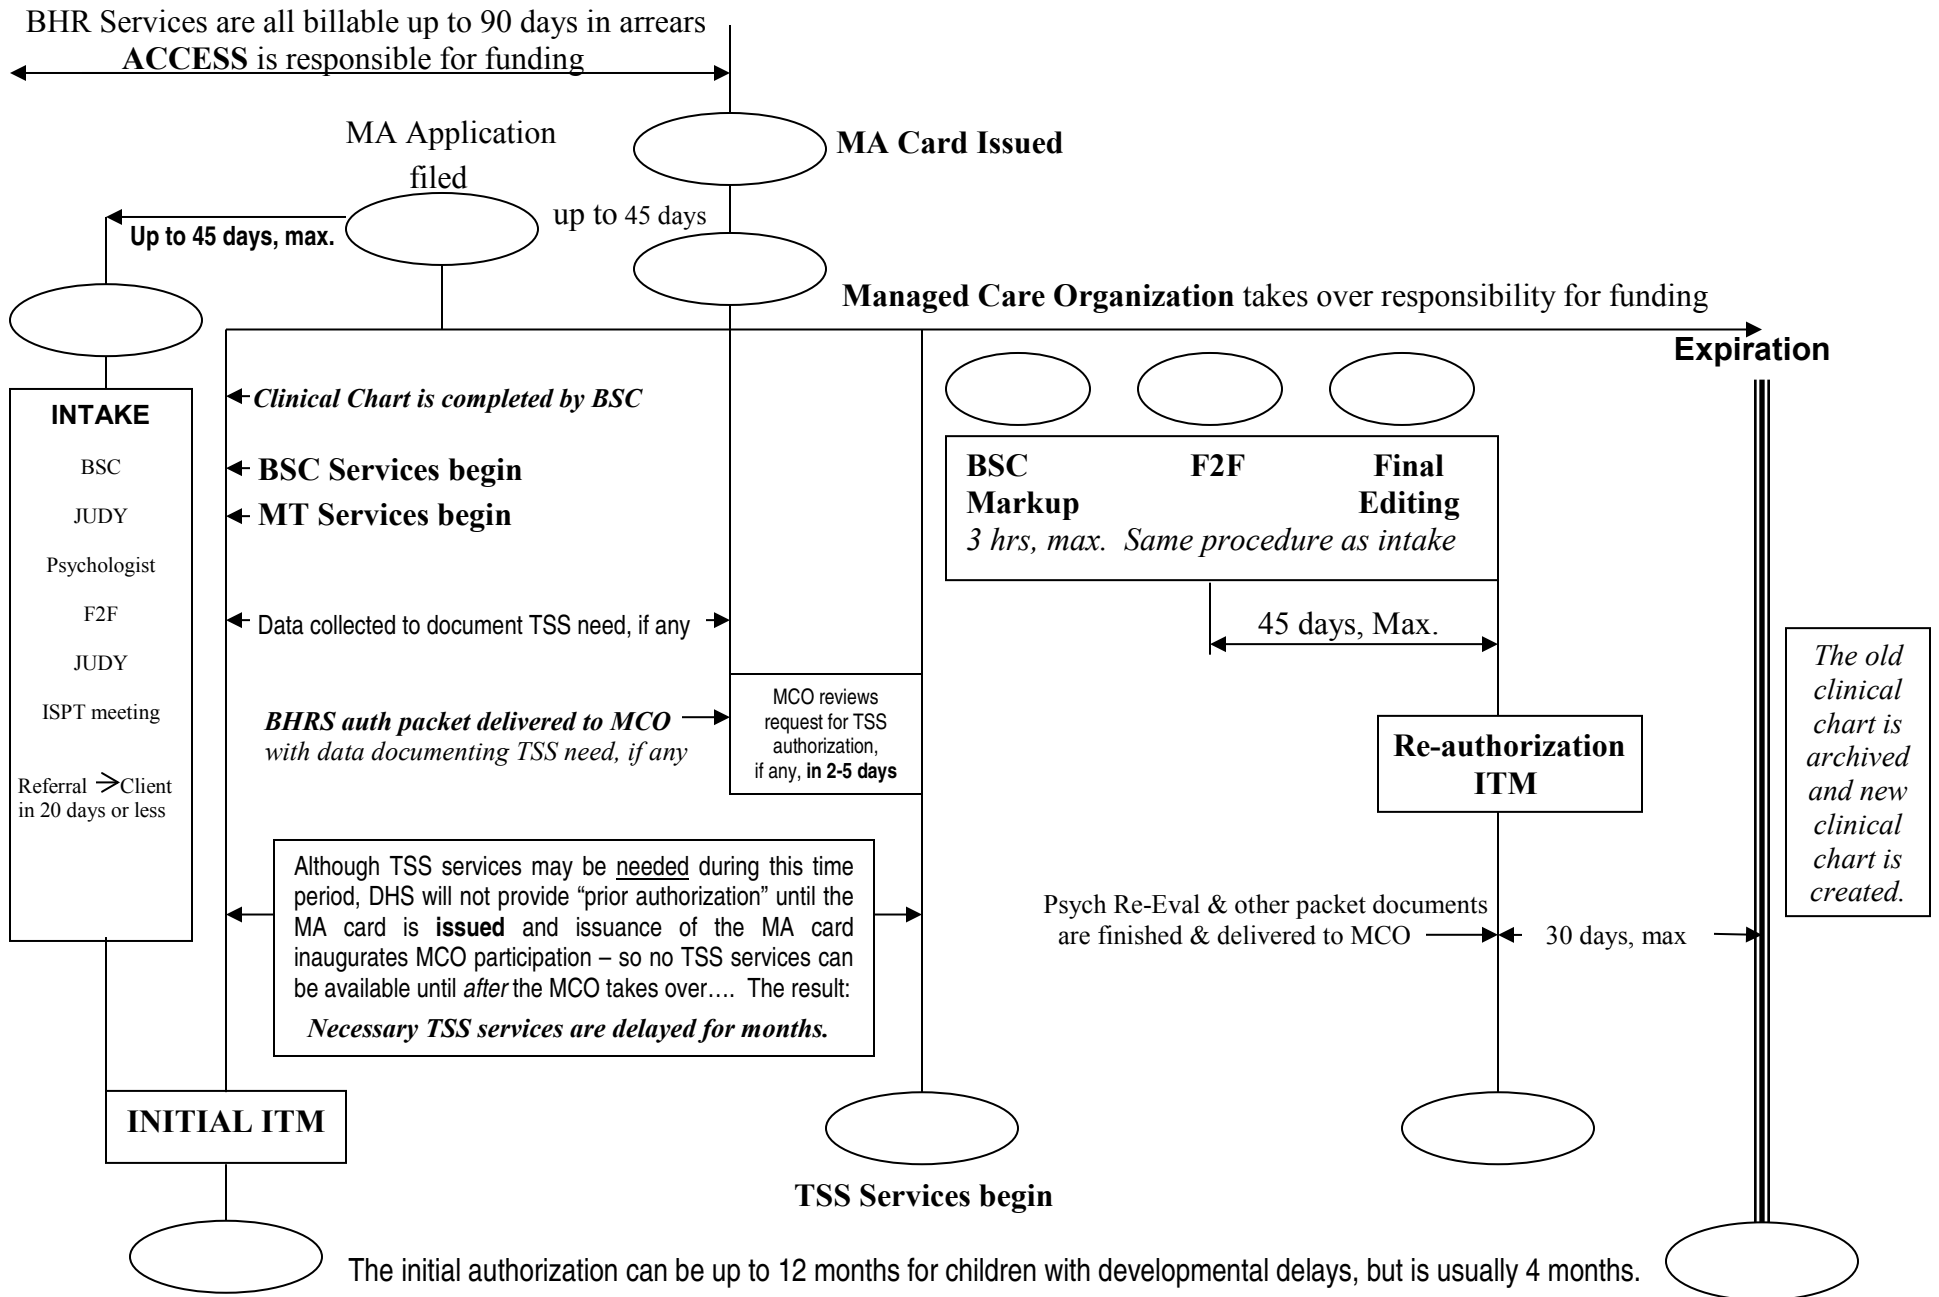 BHR Services are all billable up to 90 days in arrears
ACCESS is responsible for funding
MA Application
filed
MA Card Issued
up to 45 days
Up to 45 days, max.
Managed Care Organization takes over responsibility for funding
Expiration
INTAKE
BSC
JUDY
Psychologist
F2F
JUDY
ISPT meeting
Referral → Client
in 20 days or less
Clinical Chart is completed by BSC
BSC Services begin
MT Services begin
Data collected to document TSS need, if any
BHRS auth packet delivered to MCO
with data documenting TSS need, if any
MCO reviews
request for TSS
authorization,
if any, in 2-5 days
BSC F2F Final
Markup Editing
3 hrs, max. Same procedure as intake
45 days, Max.
Re-authorization
ITM
The old
clinical
chart is
archived
and new
clinical
chart is
created.
Although TSS services may be needed during this time
period, DHS will not provide “prior authorization” until the
MA card is issued and issuance of the MA card
inaugurates MCO participation – so no TSS services can
be available until after the MCO takes over…. The result:
Necessary TSS services are delayed for months.
Psych Re-Eval & other packet documents
are finished & delivered to MCO
30 days, max
INITIAL ITM
TSS Services begin
The initial authorization can be up to 12 months for children with developmental delays, but is usually 4 months.